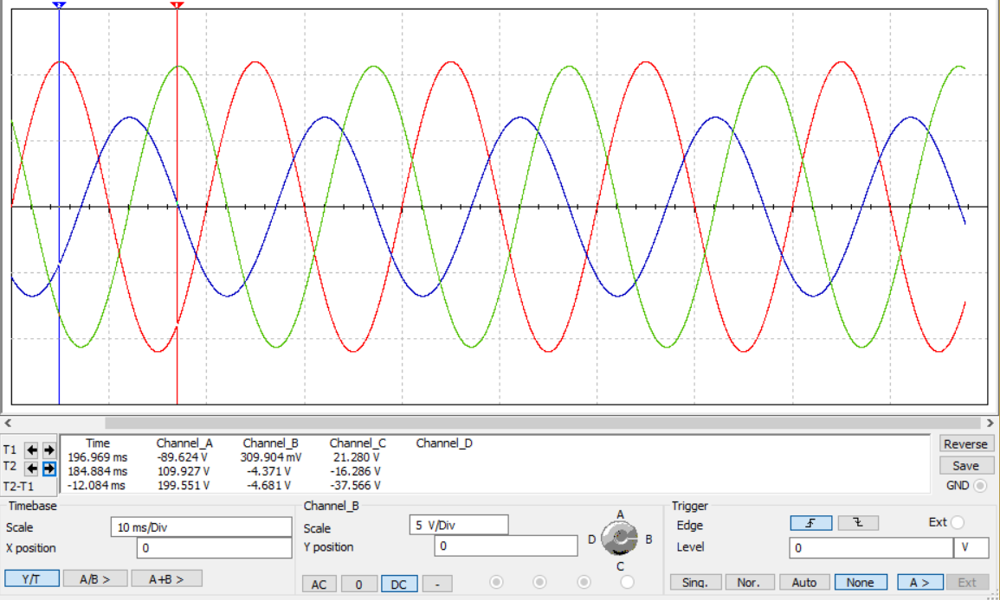 2
1
Time Channel_A Channel_B Channel_C Channel_D
T1 196.969 ms -89.624 V 309.904 mV 21.280 V Reverse
T2 184.884 ms 109.927 V -4.371 V -16.286 V Save
T2-T1 -12.084 ms 199.551 V -4.681 V -37.566 V GND
Timebase Channel_B Trigger
Scale 10 ms/Div Scale 5 V/Div A Edge Ext
X position 0 Y position 0 D B Level 0 V
C
Y/T A/B > A+B > AC 0 DC - Sing. Nor. Auto None A > Ext